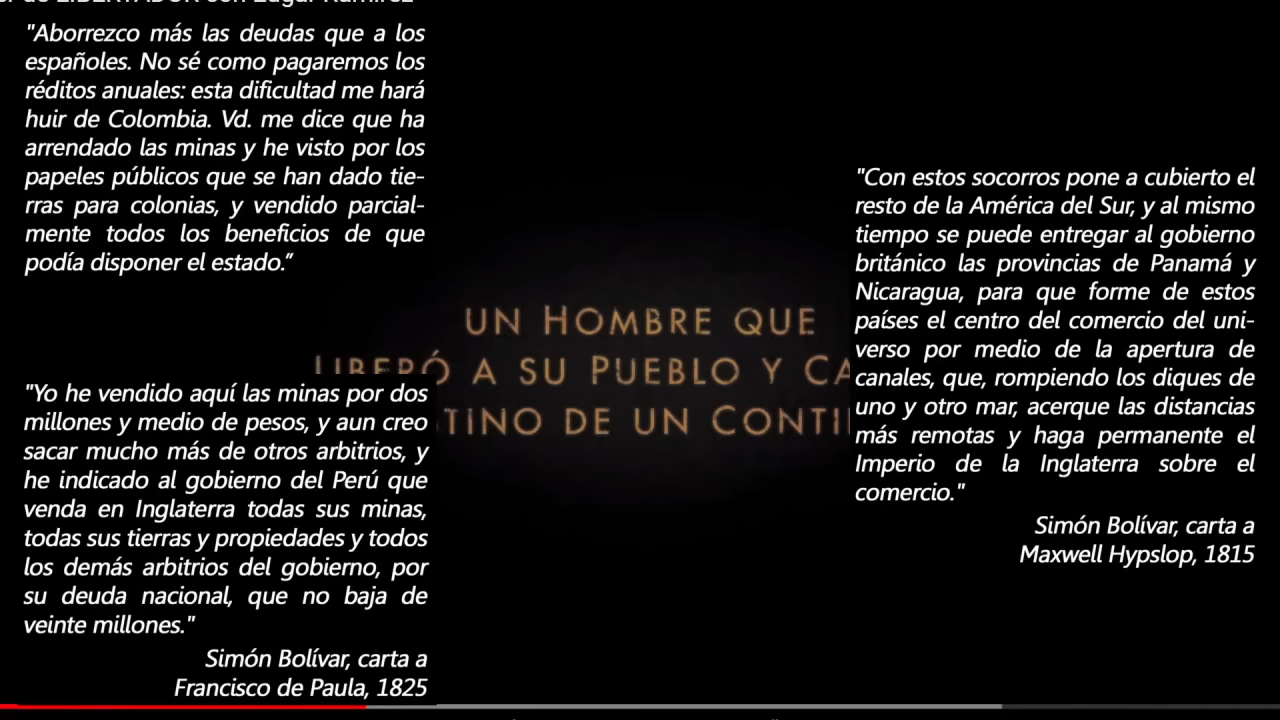 de LIBERTADOR con Edgar Ramírez
"Aborrezco más las deudas que a los
españoles. No sé como pagaremos los
réditos anuales: esta dificultad me hará
huir de Colombia. Vd. me dice que ha
arrendado las minas y he visto por los
papeles públicos que se han dado tie-
rras para colonias, y vendido parcial-
mente todos los beneficios de que
podía disponer el estado.”
"Yo he vendido aquí las minas por dos
millones y medio de pesos, y aun creo
sacar mucho más de otros arbitrios, y
he indicado al gobierno del Perú que
venda en Inglaterra todas sus minas,
todas sus tierras y propiedades y todos
los demás arbitrios del gobierno, por
su deuda nacional, que no baja de
veinte millones."
Simón Bolívar, carta a
Francisco de Paula, 1825
UN HOMBRE QUE
LIBERÓ A SU PUEBLO Y CA
TINO DE UN CONTI
"Con estos socorros pone a cubierto el
resto de la América del Sur, y al mismo
tiempo se puede entregar al gobierno
británico las provincias de Panamá y
Nicaragua, para que forme de estos
países el centro del comercio del uni-
verso por medio de la apertura de
canales, que, rompiendo los diques de
uno y otro mar, acerque las distancias
más remotas y haga permanente el
Imperio de la Inglaterra sobre el
comercio."
Simón Bolívar, carta a
Maxwell Hypslop, 1815